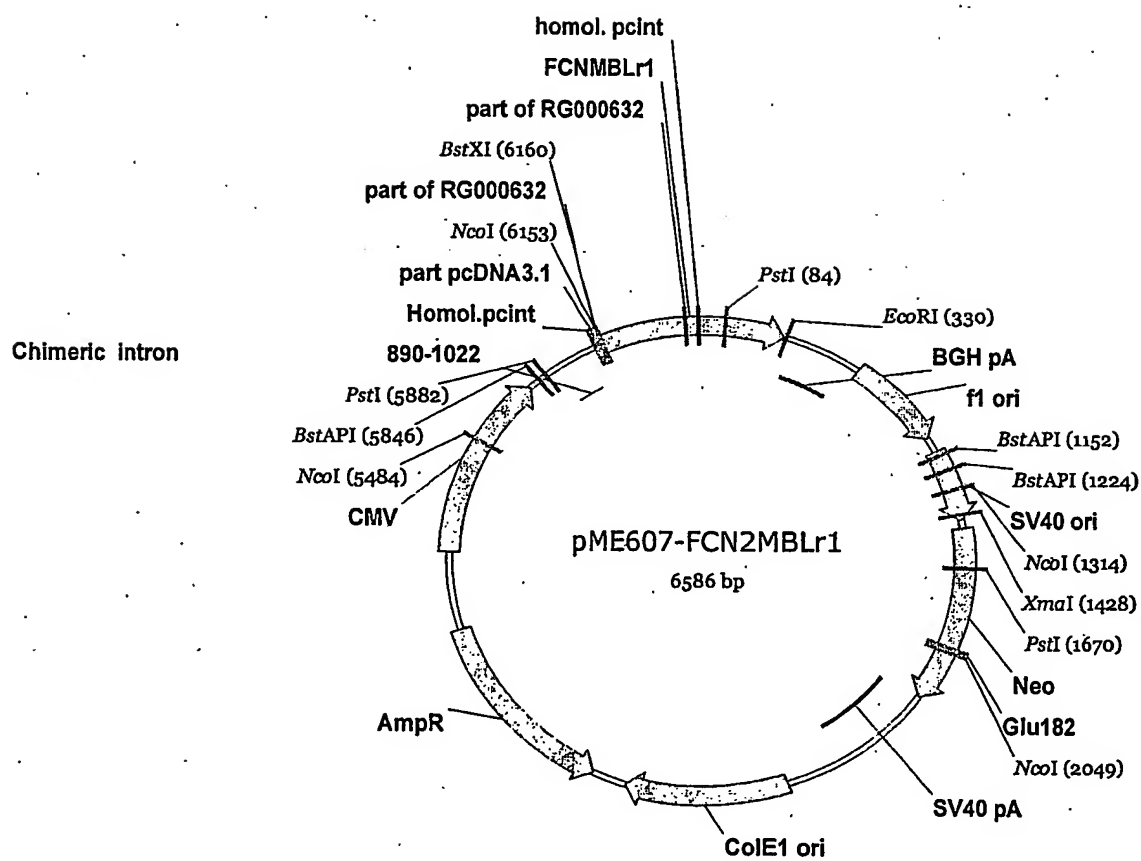 homol. pcint
FCNMBLr1
part of RG000632
BstXI (6160)
part of RG000632
NcoI (6153)
part pcDNA3.1
Homol.pcint
Chimeric intron
890-1022
PstI (5882)
BstAPI (5846)
NcoI (5484)
CMV
PstI (84)
EcoRI (330)
BGH pA
f1 ori
BstAPI (1152)
BstAPI (1224)
SV40 ori
NcoI (1314)
XmaI (1428)
PstI (1670)
Neo
Glu182
NcoI (2049)
SV40 pA
ColE1 ori
AmpR
pME607-FCN2MBLr1
6586 bp